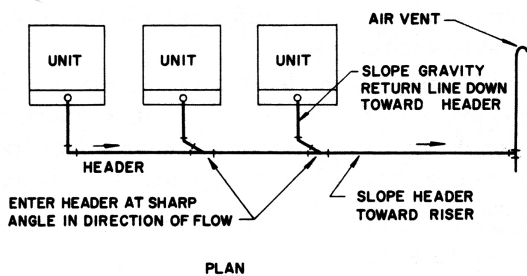 AIR VENT
UNIT
UNIT
UNIT
SLOPE GRAVITY
RETURN LINE DOWN
TOWARD HEADER
HEADER
ENTER HEADER AT SHARP
ANGLE IN DIRECTION OF FLOW
SLOPE HEADER
TOWARD RISER
PLAN